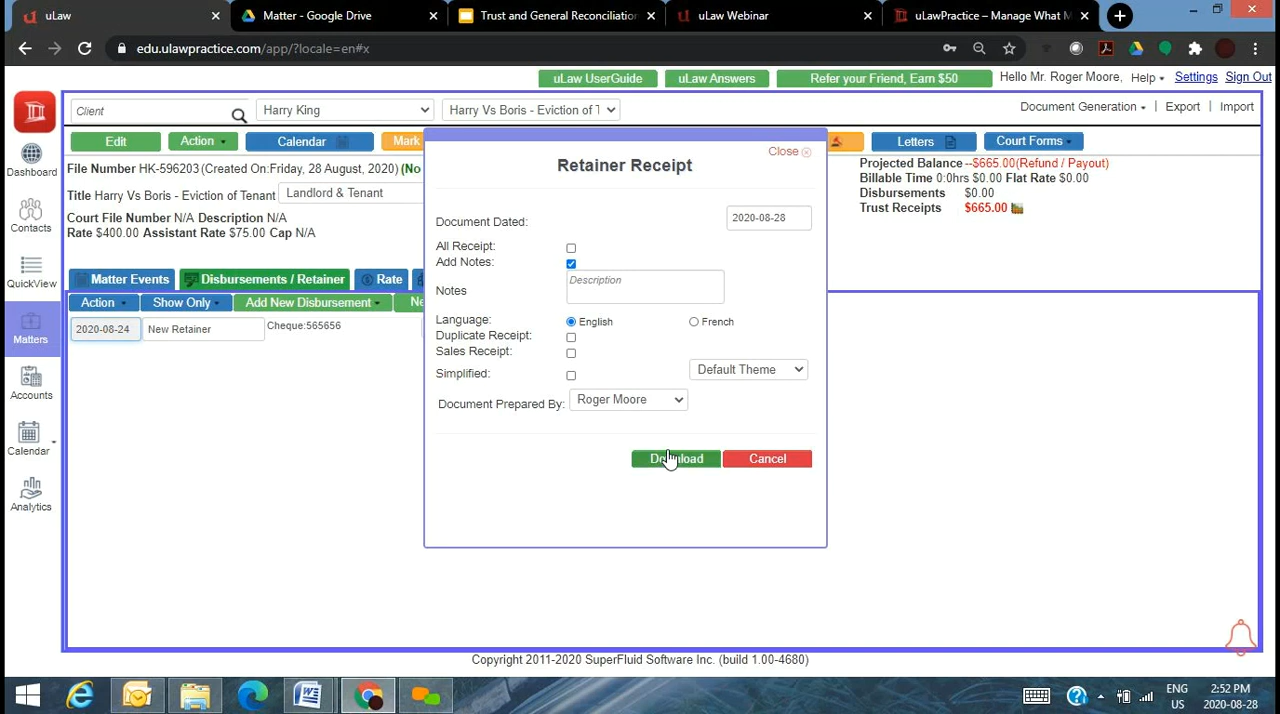 uLaw
Matter - Google Drive
Trust and General Reconciliation
uLaw Webinar
uLawPractice – Manage What M
edu.ulawpractice.com/app/?locale=en#x
uLaw UserGuide
uLaw Answers
Refer your Friend, Earn $50
Hello Mr. Roger Moore,
Help
Settings
Sign Out
Client
Harry King
Harry Vs Boris - Eviction of T
Document Generation
Export
Import
Edit
Action
Calendar
Mark
Letters
Court Forms
File Number HK-596203 (Created On:Friday, 28 August, 2020) (No
Title Harry Vs Boris - Eviction of Tenant
Landlord & Tenant
Court File Number N/A Description N/A
Rate $400.00 Assistant Rate $75.00 Cap N/A
Projected Balance --$665.00(Refund / Payout)
Billable Time 0:0hrs $0.00 Flat Rate $0.00
Disbursements $0.00
Trust Receipts $665.00
Dashboard
Contacts
QuickView
Matters
Accounts
Calendar
Analytics
Matter Events
Disbursements / Retainer
Rate
Action
Show Only
Add New Disbursement
Ne
2020-08-24
New Retainer
Cheque:565656
Close
Retainer Receipt
Document Dated:
2020-08-28
All Receipt:
Add Notes:
Notes
Description
Language:
English
French
Duplicate Receipt:
Sales Receipt:
Simplified:
Default Theme
Document Prepared By:
Roger Moore
Download
Cancel
Copyright 2011-2020 SuperFluid Software Inc. (build 1.00-4680)
ENG
US
2:52 PM
2020-08-28